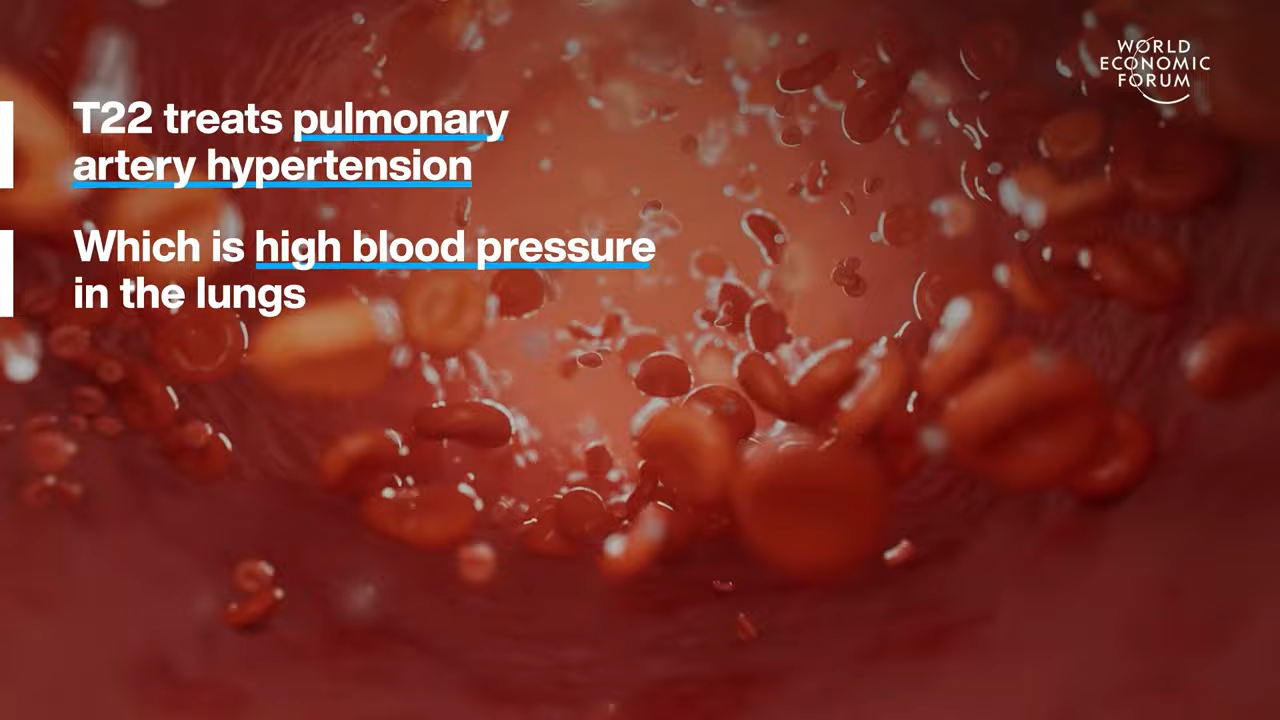 WORLD
ECONOMIC
FORUM
T22 treats pulmonary
artery hypertension
Which is high blood pressure
in the lungs